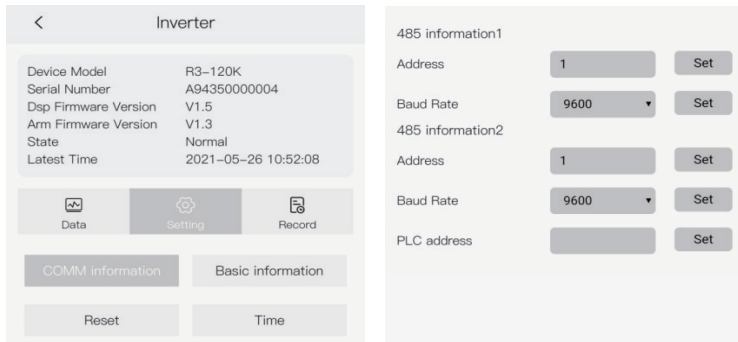 Inverter
Device Model R3-120K
Serial Number A94350000004
Dsp Firmware Version V1.5
Arm Firmware Version V1.3
State Normal
Latest Time 2021-05-26 10:52:08
Data Setting Record
COMM information Basic information
Reset Time
485 information1
Address 1 Set
Baud Rate 9600 Set
485 information2
Address 1 Set
Baud Rate 9600 Set
PLC address Set